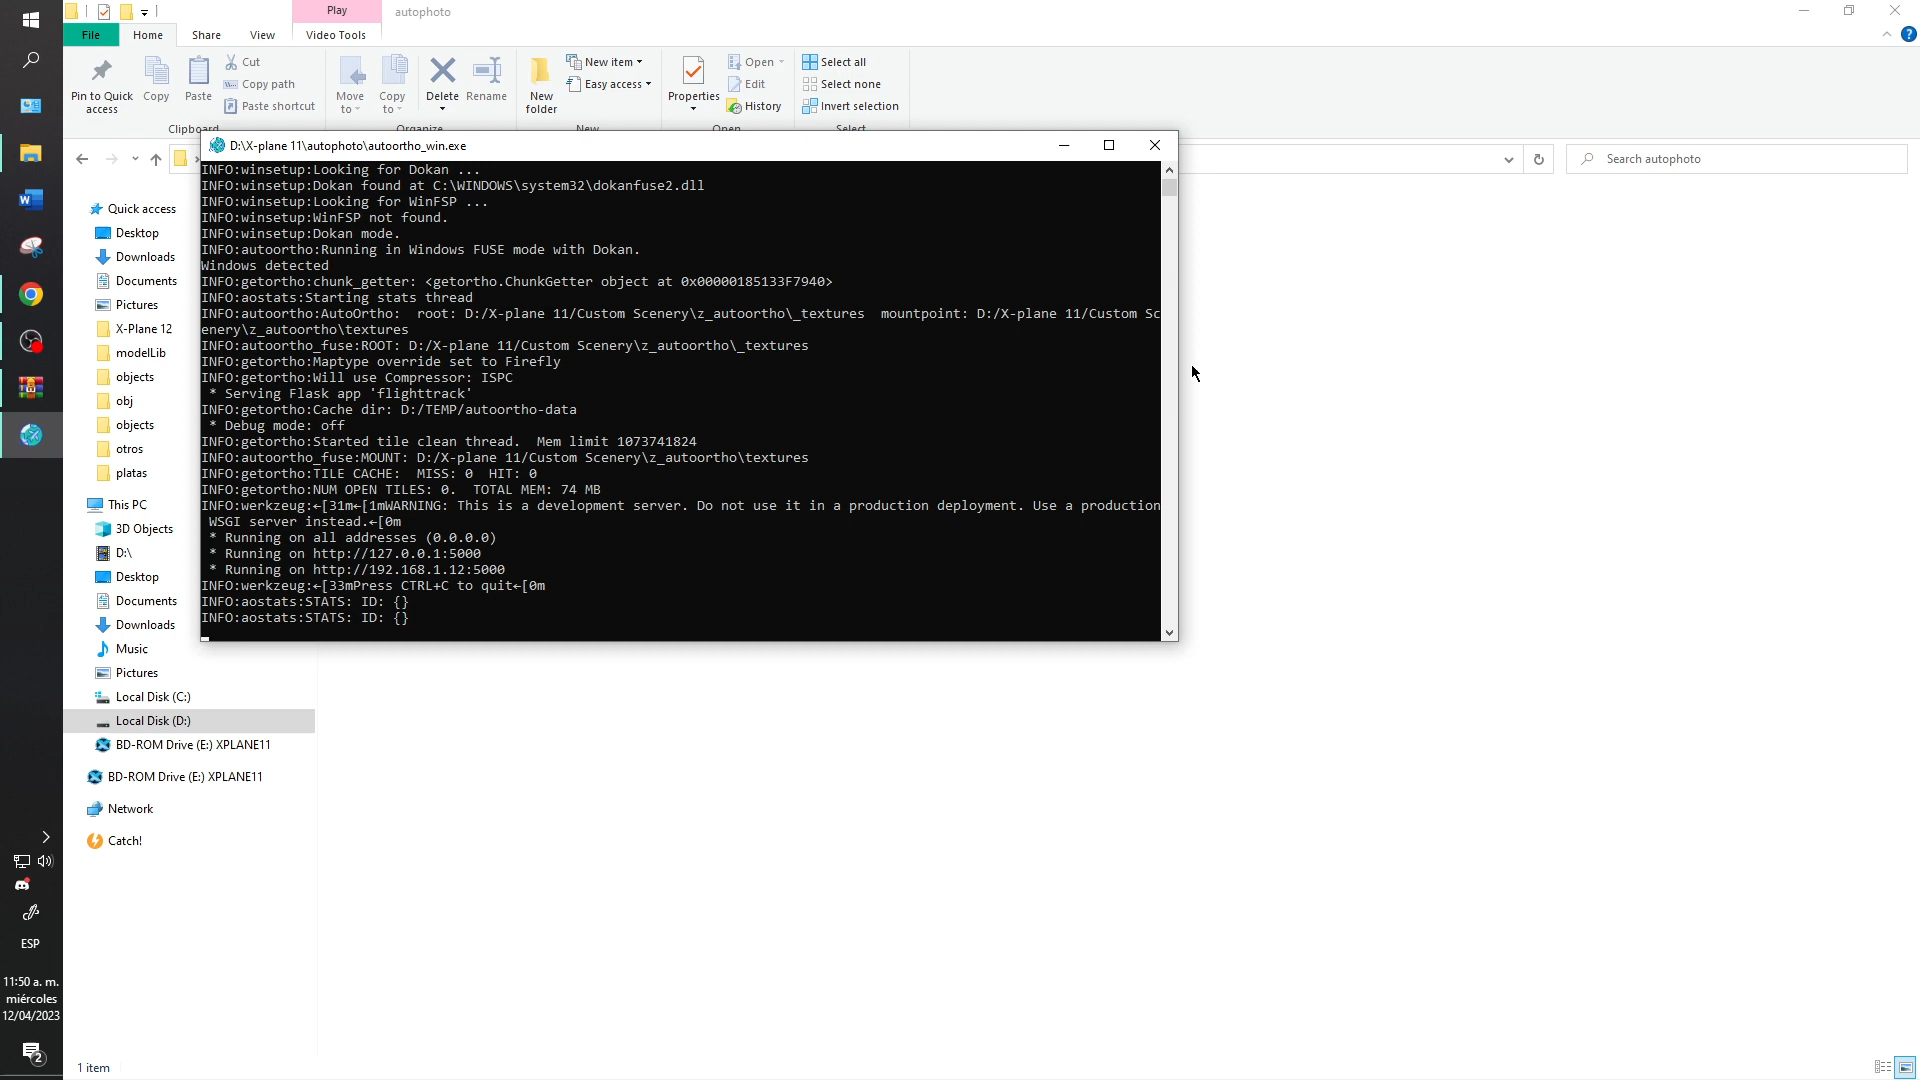 Play
autophoto
File
Home
Share
View
Video Tools
Pin to Quick access
Copy
Paste
Cut
Copy path
Paste shortcut
Clipboard
Move to
Copy to
Delete
Rename
Organize
New folder
New item
Easy access
New
Properties
Open
Edit
History
Open
Select all
Select none
Invert selection
Select
Search autophoto
D:\X-plane 11\autophoto\autoortho_win.exe
INFO:winsetup:Looking for Dokan ...
INFO:winsetup:Dokan found at C:\WINDOWS\system32\dokanfuse2.dll
INFO:winsetup:Looking for WinFSP ...
INFO:winsetup:WinFSP not found.
INFO:winsetup:Dokan mode.
INFO:autoortho:Running in Windows FUSE mode with Dokan.
Windows detected
INFO:getortho:chunk_getter: <getortho.ChunkGetter object at 0x00000185133F7940>
INFO:aostats:Starting stats thread
INFO:autoortho:AutoOrtho:  root: D:/X-plane 11/Custom Scenery\z_autoortho\_textures  mountpoint: D:/X-plane 11/Custom Sc
enery\z_autoortho\textures
INFO:autoortho_fuse:ROOT: D:/X-plane 11/Custom Scenery\z_autoortho\_textures
INFO:getortho:Maptype override set to Firefly
INFO:getortho:Will use Compressor: ISPC
 * Serving Flask app 'flighttrack'
INFO:getortho:Cache dir: D:/TEMP/autoortho-data
 * Debug mode: off
INFO:getortho:Started tile clean thread.  Mem limit 1073741824
INFO:autoortho_fuse:MOUNT: D:/X-plane 11/Custom Scenery\z_autoortho\textures
INFO:getortho:TILE CACHE:  MISS: 0  HIT: 0
INFO:getortho:NUM OPEN TILES: 0.  TOTAL MEM: 74 MB
INFO:werkzeug:←[31m←[1mWARNING: This is a development server. Do not use it in a production deployment. Use a production
 WSGI server instead.←[0m
 * Running on all addresses (0.0.0.0)
 * Running on http://127.0.0.1:5000
 * Running on http://192.168.1.12:5000
INFO:werkzeug:←[33mPress CTRL+C to quit←[0m
INFO:aostats:STATS: ID: {}
INFO:aostats:STATS: ID: {}
Quick access
Desktop
Downloads
Documents
Pictures
X-Plane 12
modelLib
objects
obj
objects
otros
platas
This PC
3D Objects
D:\
Desktop
Documents
Downloads
Music
Pictures
Local Disk (C:)
Local Disk (D:)
BD-ROM Drive (E:) XPLANE11
BD-ROM Drive (E:) XPLANE11
Network
Catch!
ESP
11:50 a. m.
miércoles
12/04/2023
2
1 item